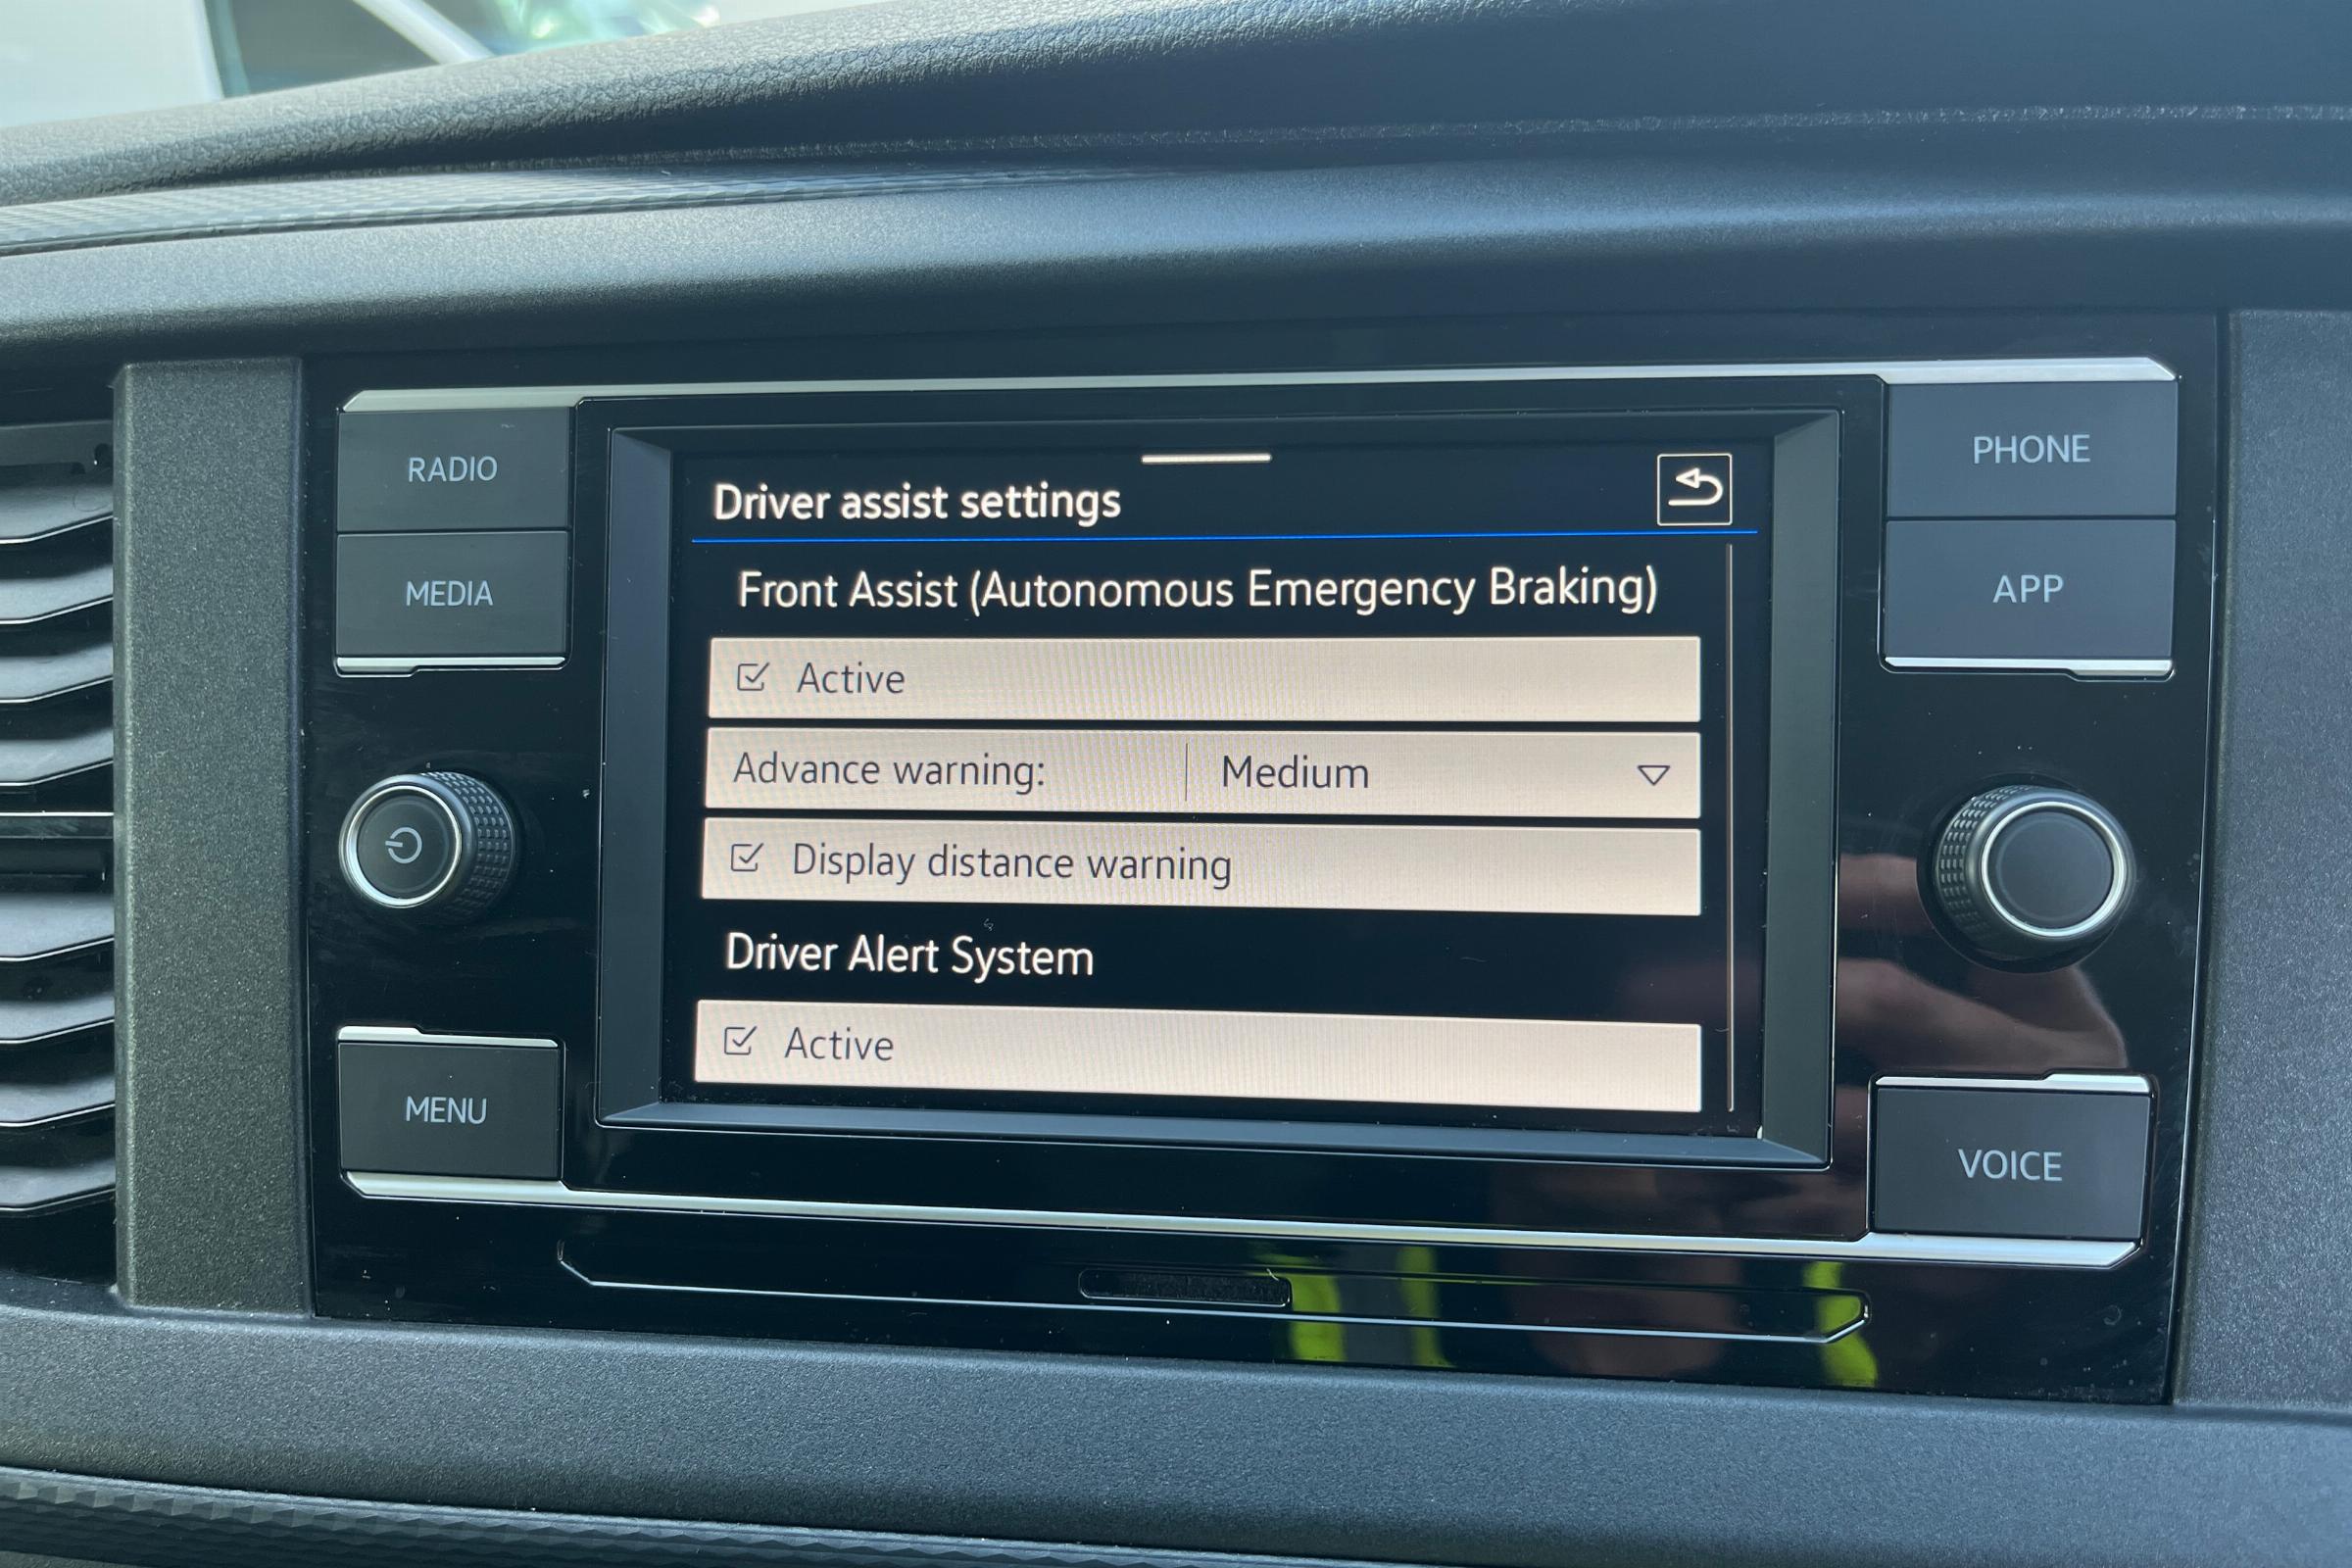 RADIO
MEDIA
MENU
Driver assist settings
Front Assist (Autonomous Emergency Braking)
Active
Advance warning: Medium
Display distance warning
Driver Alert System
Active
PHONE
APP
VOICE